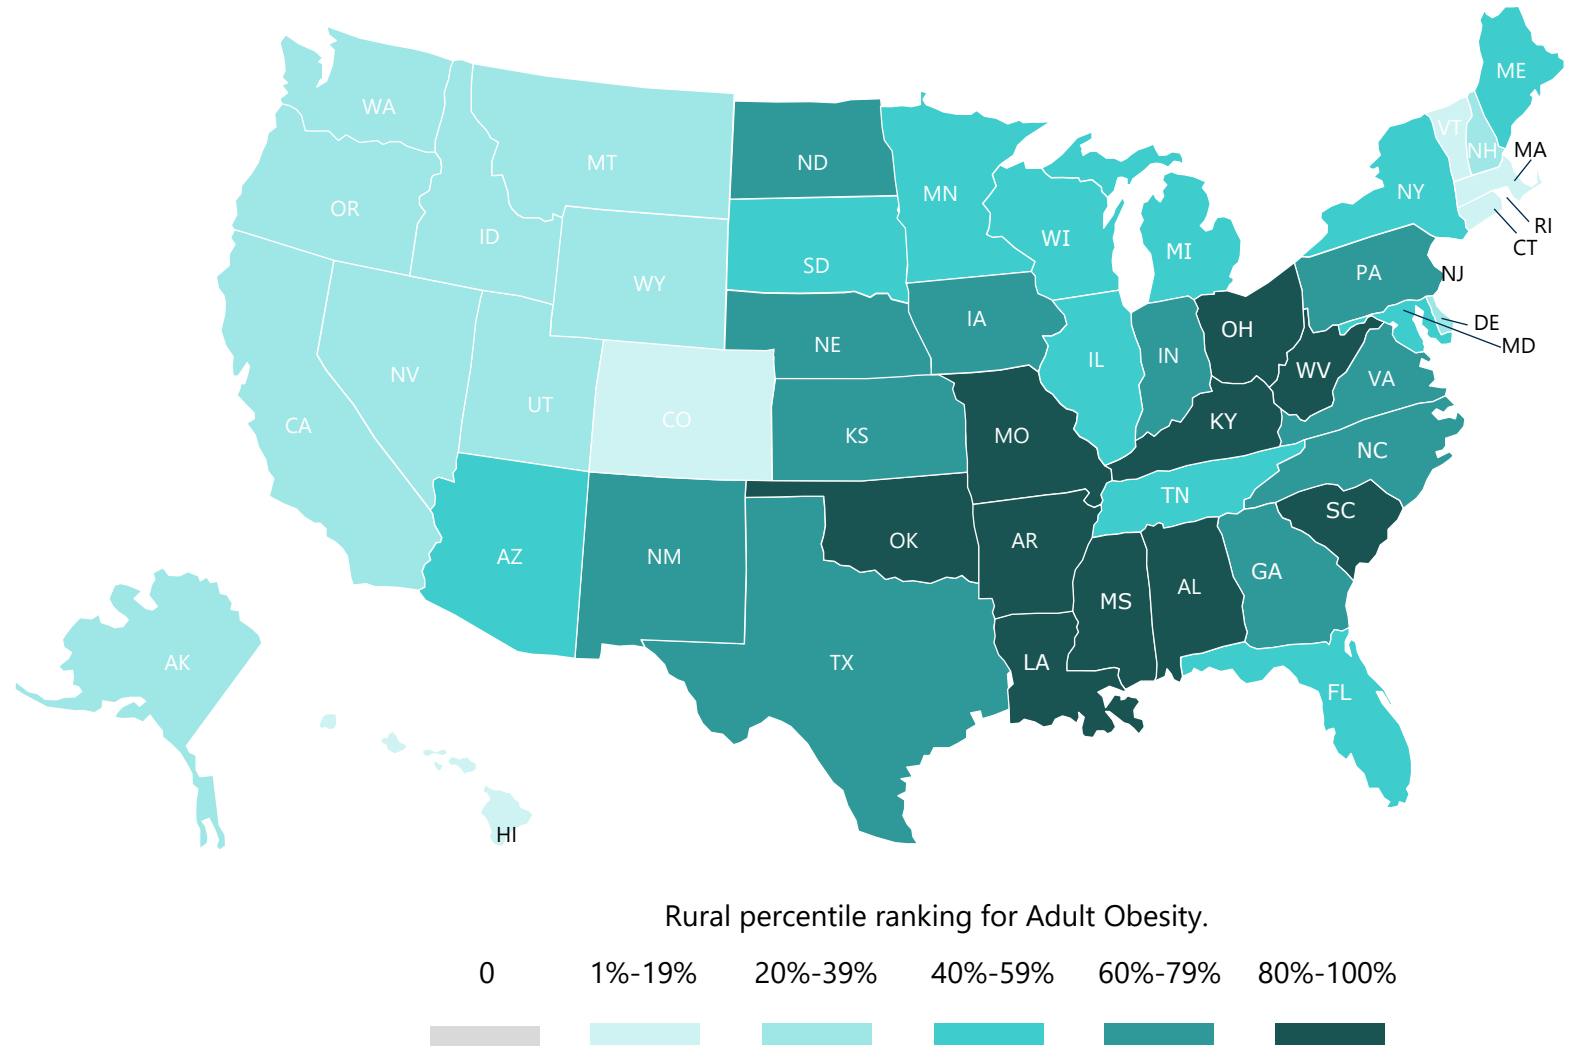 ME
WA
VT
NH
MA
MT
ND
MN
NY
OR
ID
WI
MI
RI
CT
WY
SD
PA
NJ
IA
OH
DE
NE
IL
IN
MD
NV
UT
WV
VA
CA
CO
KS
MO
KY
NC
TN
SC
AZ
NM
OK
AR
GA
MS
AL
AK
TX
LA
FL
HI
Rural percentile ranking for Adult Obesity.
0 1%-19% 20%-39% 40%-59% 60%-79% 80%-100%